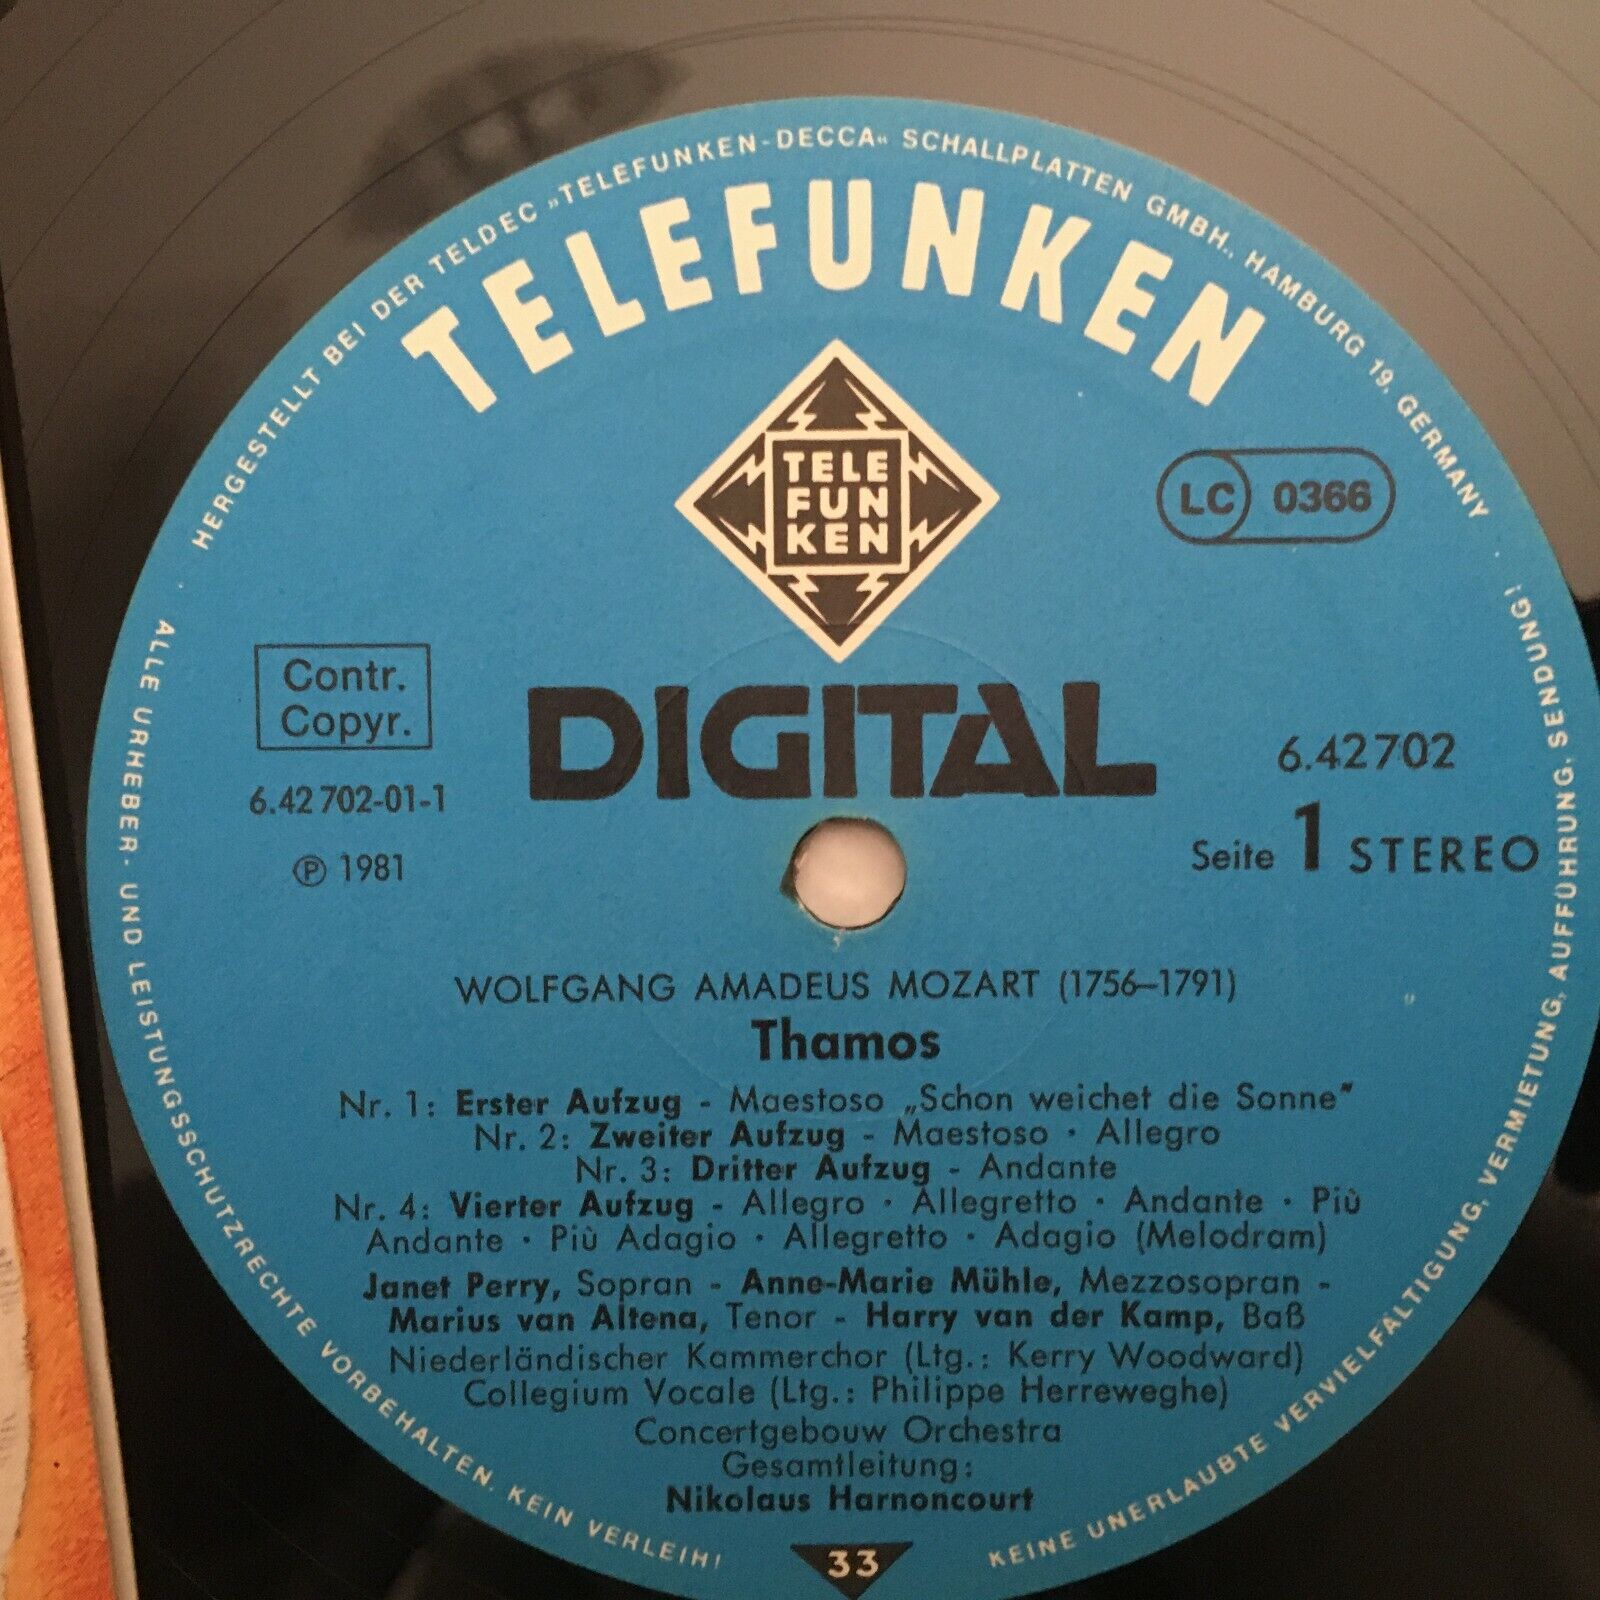 HERGESTELLT BEI DER TELDEC »TELEFUNKEN-DECCA« SCHALLPLATTEN GMBH., HAMBURG 19, GERMANY
TELEFUNKEN
TELE
FUN
KEN
LC 0366
Contr.
Copyr.
DIGITAL
6.42702-01-1
6.42702
℗ 1981
Seite 1 STEREO
WOLFGANG AMADEUS MOZART (1756–1791)
Thamos
Nr. 1: Erster Aufzug - Maestoso „Schon weichet die Sonne"
Nr. 2: Zweiter Aufzug - Maestoso · Allegro
Nr. 3: Dritter Aufzug - Andante
Nr. 4: Vierter Aufzug - Allegro · Allegretto · Andante · Più
Andante · Più Adagio · Allegretto · Adagio (Melodram)
Janet Perry, Sopran - Anne-Marie Mühle, Mezzosopran -
Marius van Altena, Tenor - Harry van der Kamp, Baß
Niederländischer Kammerchor (Ltg.: Kerry Woodward)
Collegium Vocale (Ltg.: Philippe Herreweghe)
Concertgebouw Orchestra
Gesamtleitung:
Nikolaus Harnoncourt
33
ALLE URHEBER- UND LEISTUNGSSCHUTZRECHTE VORBEHALTEN. KEIN VERLEIH!
KEINE UNERLAUBTE VERVIELFÄLTIGUNG, VERMIETUNG, AUFFÜHRUNG, SENDUNG!